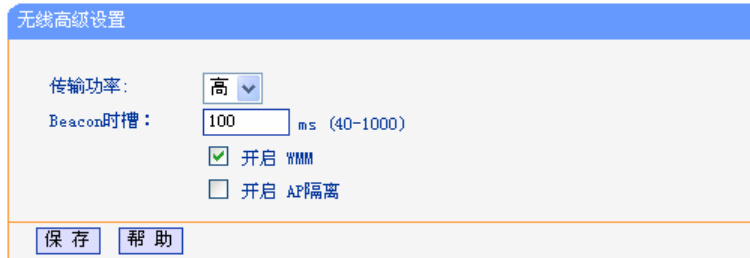 无线高级设置
传输功率: 高
Beacon时槽： 100 ms (40-1000)
开启 WMM
开启 AP隔离
保 存 帮 助